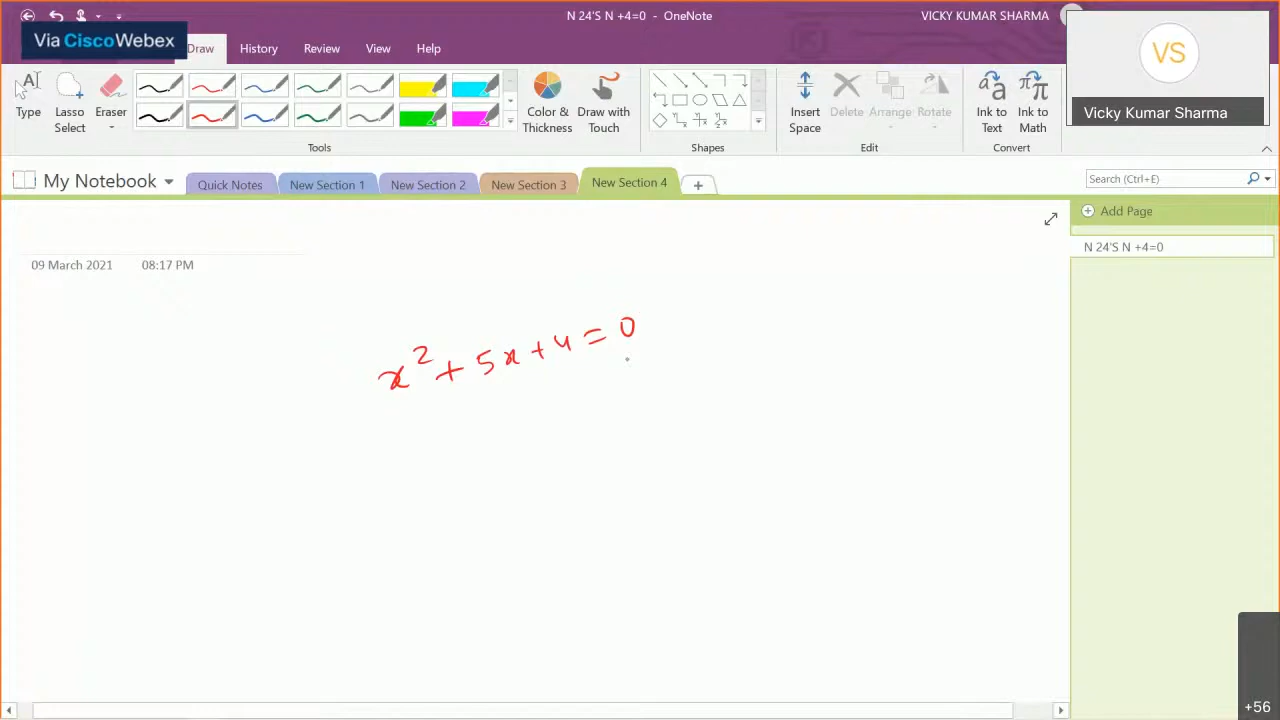 N 24'S N +4=0 - OneNote
VICKY KUMAR SHARMA
Via CiscoWebex
Draw
History
Review
View
Help
VS
Vicky Kumar Sharma
Type
Lasso Select
Eraser
Color & Thickness
Draw with Touch
Insert Space
Delete
Arrange
Rotate
Ink to Text
Ink to Math
Tools
Shapes
Edit
Convert
My Notebook
Quick Notes
New Section 1
New Section 2
New Section 3
New Section 4
Search (Ctrl+E)
Add Page
N 24'S N +4=0
09 March 2021
08:17 PM
x² + 5x + 4 = 0
+56